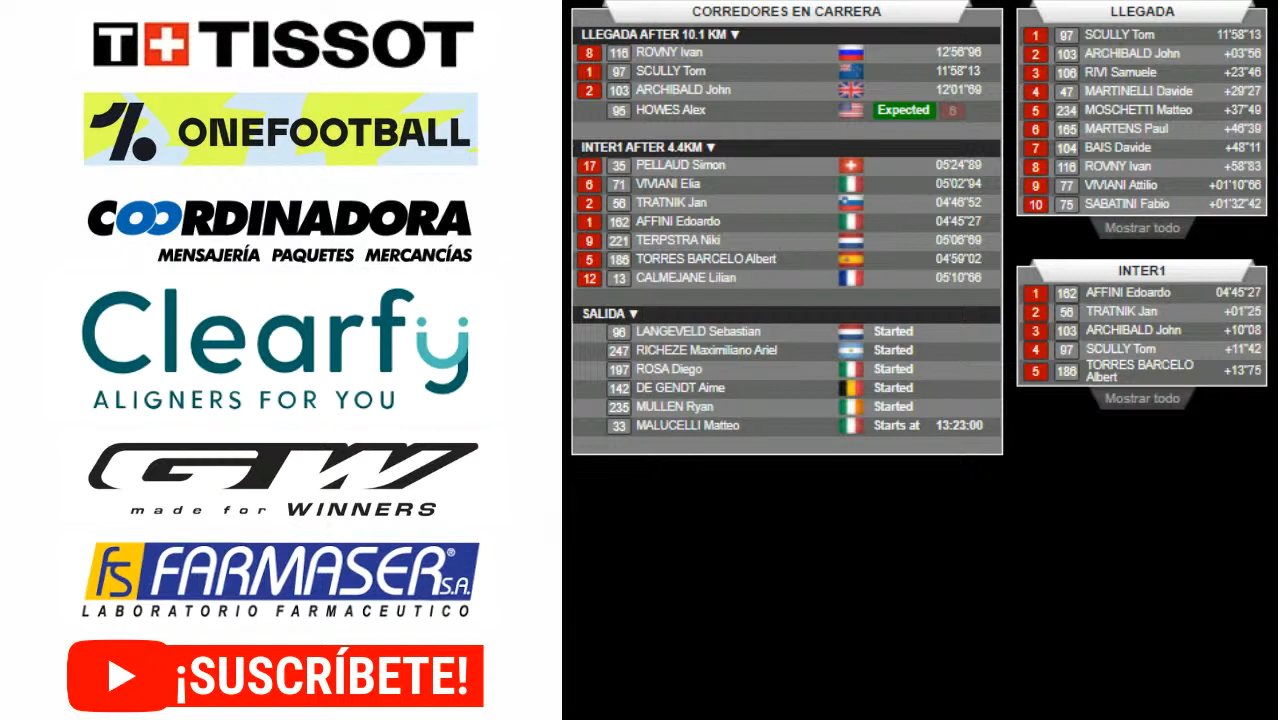 TISSOT
ONEFOOTBALL
COORDINADORA
MENSAJERÍA PAQUETES MERCANCÍAS
Clearfy
ALIGNERS FOR YOU
GW
made for WINNERS
fs FARMASER® S.A.
LABORATORIO FARMACEUTICO
¡SUSCRÍBETE!
CORREDORES EN CARRERA
LLEGADA AFTER 10.1 KM ▼
8 116 ROVNY Ivan 12'56"96
1 97 SCULLY Tom 11'58"13
2 103 ARCHIBALD John 12'01"69
95 HOWES Alex Expected 8
INTER1 AFTER 4.4KM ▼
17 35 PELLAUD Simon 05'24"89
6 71 VIVIANI Elia 05'02"94
2 56 TRATNIK Jan 04'46"52
1 162 AFFINI Edoardo 04'45"27
9 221 TERPSTRA Niki 05'06"69
5 186 TORRES BARCELO Albert 04'59"02
12 13 CALMEJANE Lilian 05'10"66
SALIDA ▼
96 LANGEVELD Sebastian Started
247 RICHEZE Maximiliano Ariel Started
197 ROSA Diego Started
142 DE GENDT Aime Started
235 MULLEN Ryan Started
33 MALUCELLI Matteo Starts at 13:23:00
LLEGADA
1 97 SCULLY Tom 11'58"13
2 103 ARCHIBALD John +03"56
3 106 RIVI Samuele +23"46
4 47 MARTINELLI Davide +29"27
5 234 MOSCHETTI Matteo +37"49
6 165 MARTENS Paul +46"39
7 104 BAIS Davide +48"11
8 116 ROVNY Ivan +58"83
9 77 VIVIANI Attilio +01'10"66
10 75 SABATINI Fabio +01'32"42
Mostrar todo
INTER1
1 162 AFFINI Edoardo 04'45"27
2 56 TRATNIK Jan +01"25
3 103 ARCHIBALD John +10"08
4 97 SCULLY Tom +11"42
5 186 TORRES BARCELO
Albert +13"75
Mostrar todo